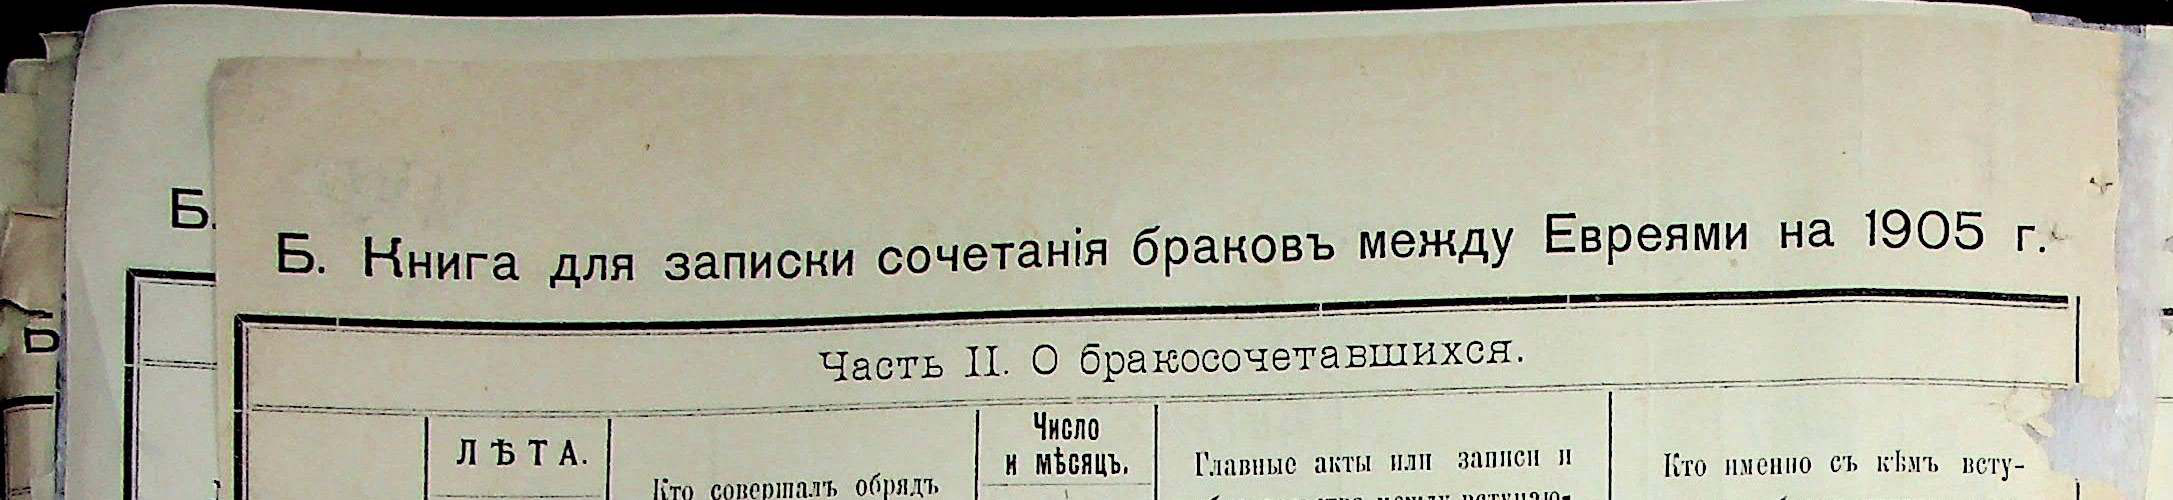 Б.
Б. Книга для записки сочетанія браковъ между Евреями на 1905 г.
Б
Часть II. О бракосочетавшихся.
ЛѢТА.
Кто совершалъ обрядъ
Число
и мѣсяцъ.
Главные акты или записи и
Кто именно съ кѣмъ всту-